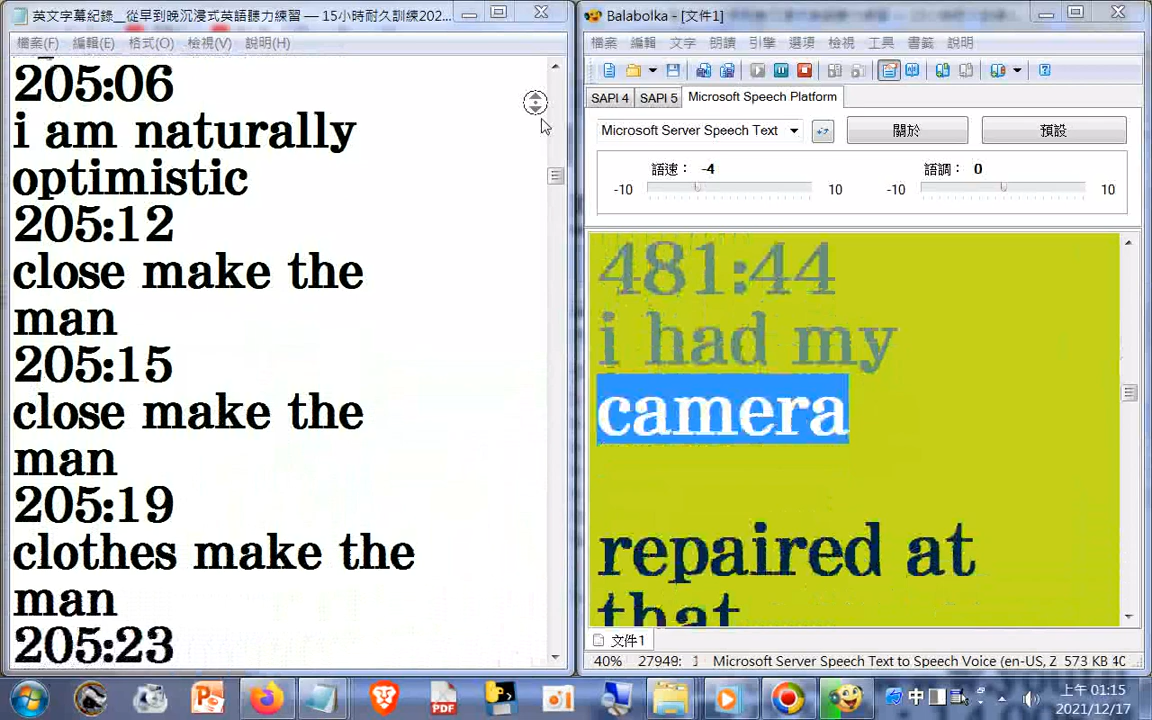 英文字幕紀錄__從早到晚沉浸式英語聽力練習 — 15小時耐久訓練202...
檔案(F) 編輯(E) 格式(O) 檢視(V) 說明(H)
205:06
i am naturally
optimistic
205:12
close make the
man
205:15
close make the
man
205:19
clothes make the
man
205:23
Balabolka - [文件1]
檔案 編輯 文字 朗讀 引擎 選項 檢視 工具 書籤 說明
SAPI 4 SAPI 5 Microsoft Speech Platform
Microsoft Server Speech Text 關於 預設
語速： -4 語調： 0
-10 10 -10 10
481:44
i had my
camera
repaired at
that
文件1
40% 27949: 1 Microsoft Server Speech Text to Speech Voice (en-US, Z 573 KB 4C
PDF 中 上午 01:15
2021/12/17